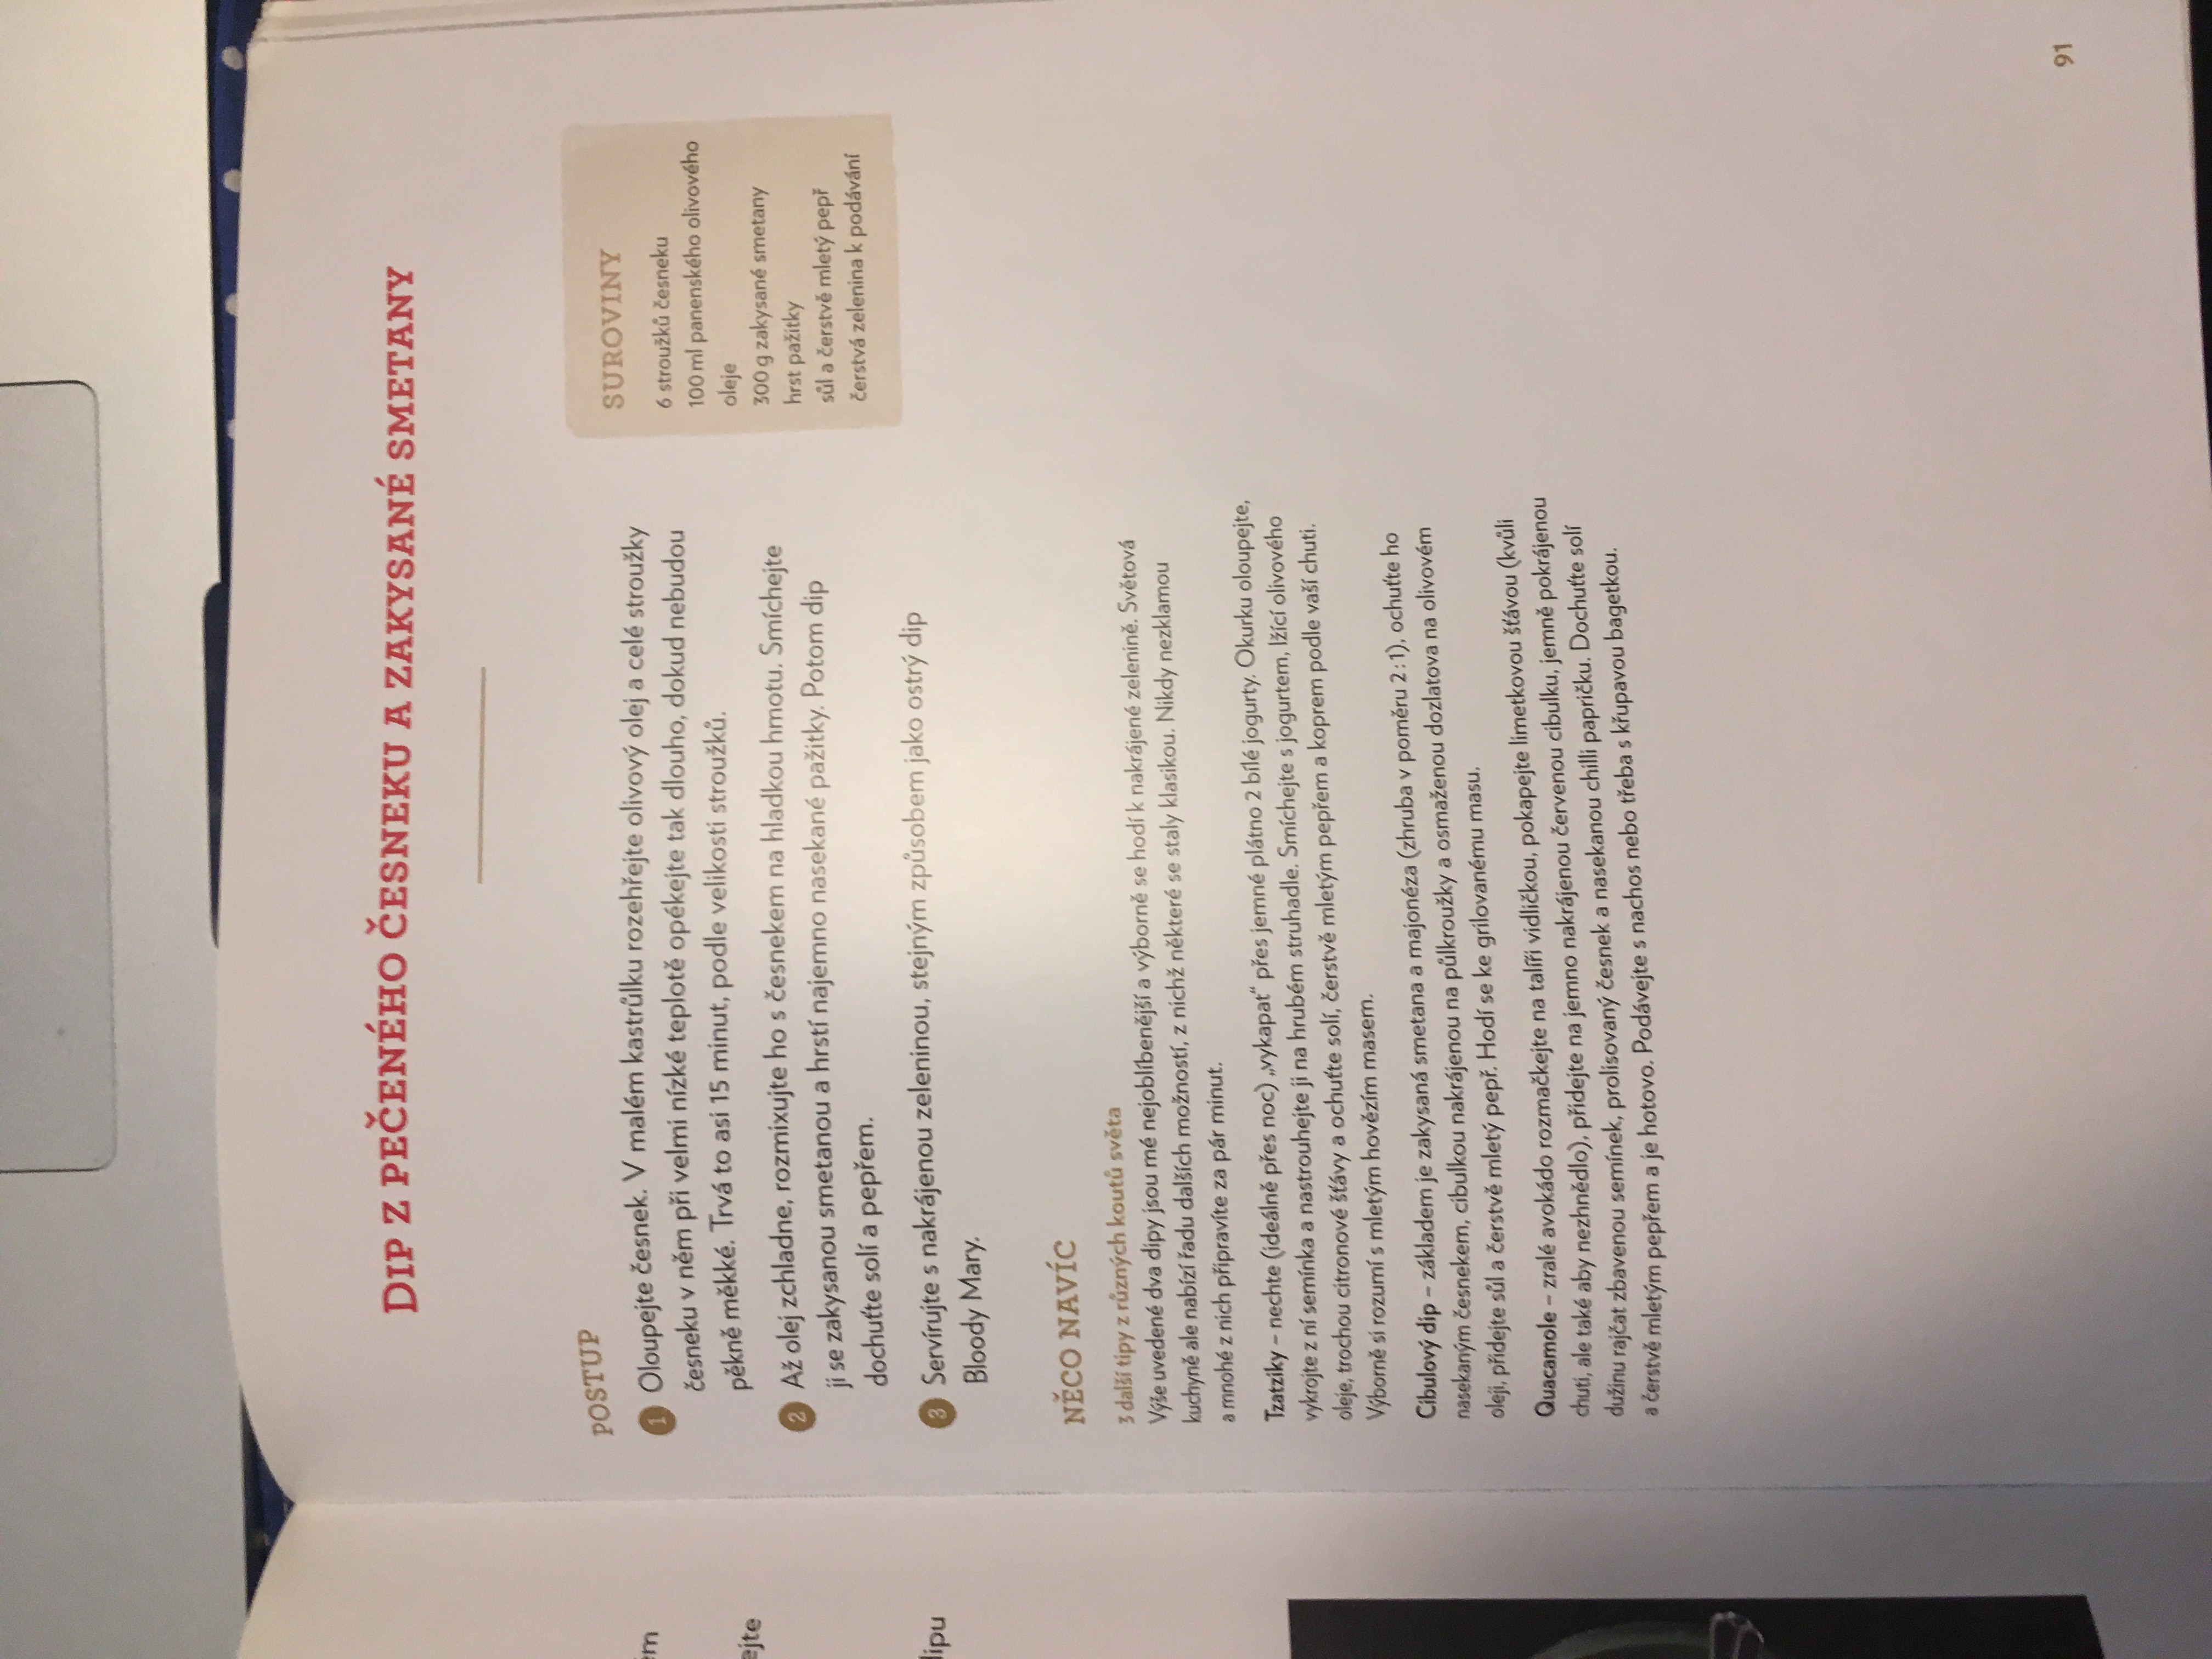 DIP Z PEČENÉHO ČESNEKU A ZAKYSANÉ SMETANY
POSTUP
1 Oloupejte česnek. V malém kastrůlku rozehřejte olivový olej a celé stroužky
česneku v něm při velmi nízké teplotě opékejte tak dlouho, dokud nebudou
pěkně měkké. Trvá to asi 15 minut, podle velikosti stroužků.
2 Až olej zchladne, rozmixujte ho s česnekem na hladkou hmotu. Smíchejte
ji se zakysanou smetanou a hrstí najemno nasekané pažitky. Potom dip
dochuťte solí a pepřem.
3 Servírujte s nakrájenou zeleninou, stejným způsobem jako ostrý dip
Bloody Mary.
SUROVINY
6 stroužků česneku
100 ml panenského olivového
oleje
300 g zakysané smetany
hrst pažitky
sůl a čerstvě mletý pepř
čerstvá zelenina k podávání
NĚCO NAVÍC
3 další tipy z různých koutů světa
Výše uvedené dva dipy jsou mé nejoblíbenější a výborně se hodí k nakrájené zelenině. Světová
kuchyně ale nabízí řadu dalších možností, z nichž některé se staly klasikou. Nikdy nezklamou
a mnohé z nich připravíte za pár minut.
Tzatziky – nechte (ideálně přes noc) „vykapat“ přes jemné plátno 2 bílé jogurty. Okurku oloupejte,
vykrojte z ní semínka a nastrouhejte ji na hrubém struhadle. Smíchejte s jogurtem, lžící olivového
oleje, trochou citronové šťávy a ochuťte solí, čerstvě mletým pepřem a koprem podle vaší chuti.
Výborně si rozumí s mletým hovězím masem.
Cibulový dip – základem je zakysaná smetana a majonéza (zhruba v poměru 2 : 1), ochuťte ho
nasekaným česnekem, cibulkou nakrájenou na půlkroužky a osmaženou dozlatova na olivovém
oleji, přidejte sůl a čerstvě mletý pepř. Hodí se ke grilovanému masu.
Quacamole – zralé avokádo rozmačkejte na talíři vidličkou, pokapejte limetkovou šťávou (kvůli
chuti, ale také aby nezhnědlo), přidejte na jemno nakrájenou červenou cibulku, jemně pokrájenou
dužinu rajčat zbavenou semínek, prolisovaný česnek a nasekanou chilli papričku. Dochuťte solí
a čerstvě mletým pepřem a je hotovo. Podávejte s nachos nebo třeba s křupavou bagetkou.
91